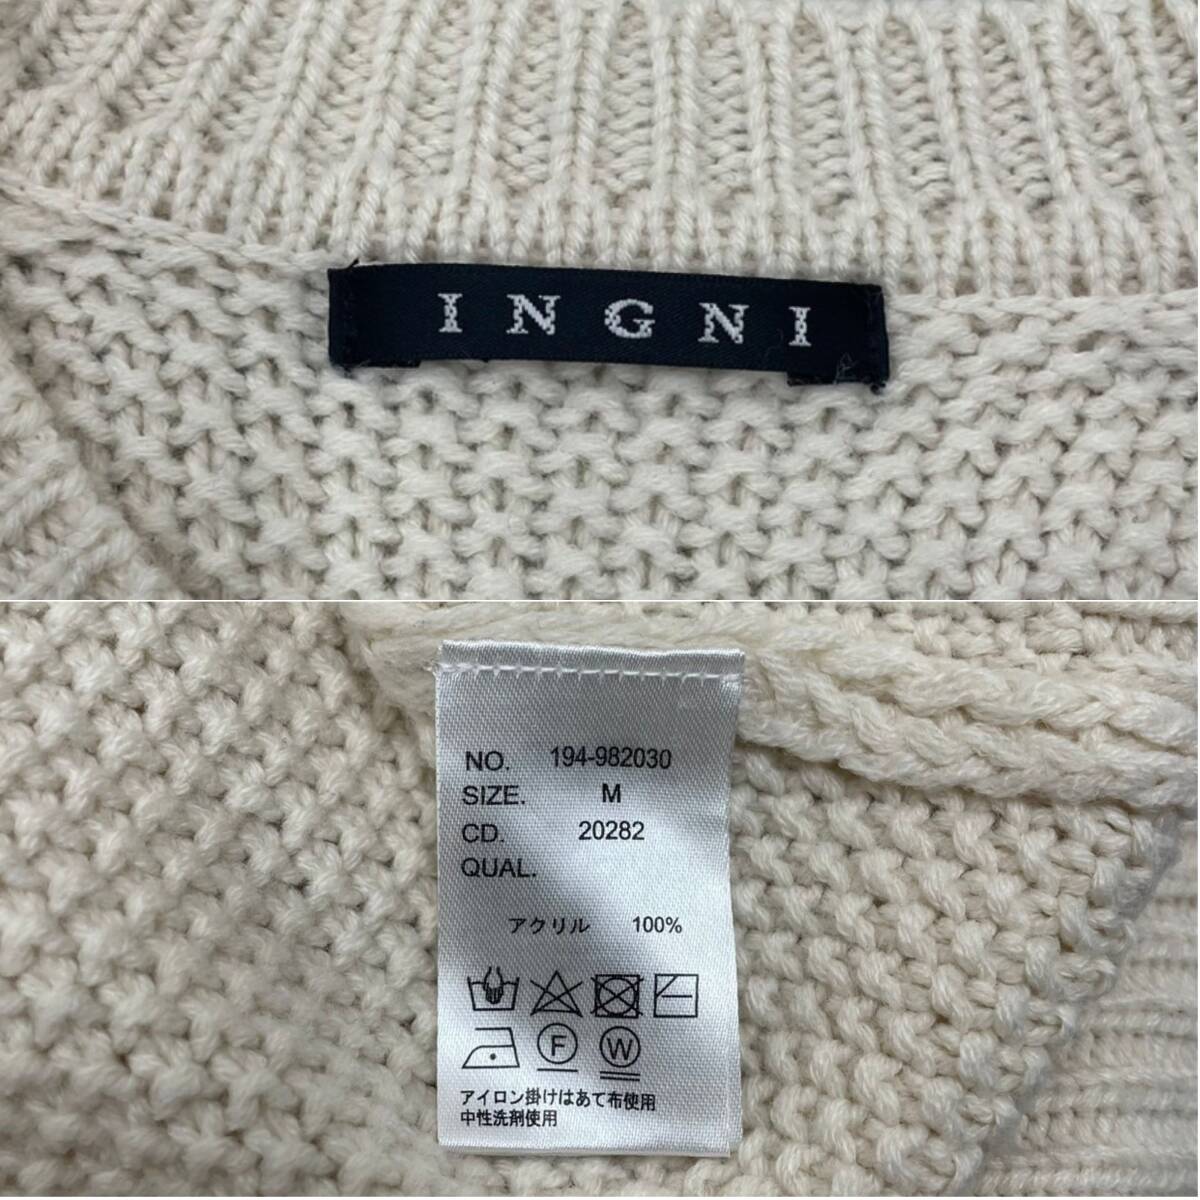 INGNI
NO. 194-982030
SIZE. M
CD. 20282
QUAL.
アクリル 100%
F W
アイロン掛けはあて布使用
中性洗剤使用